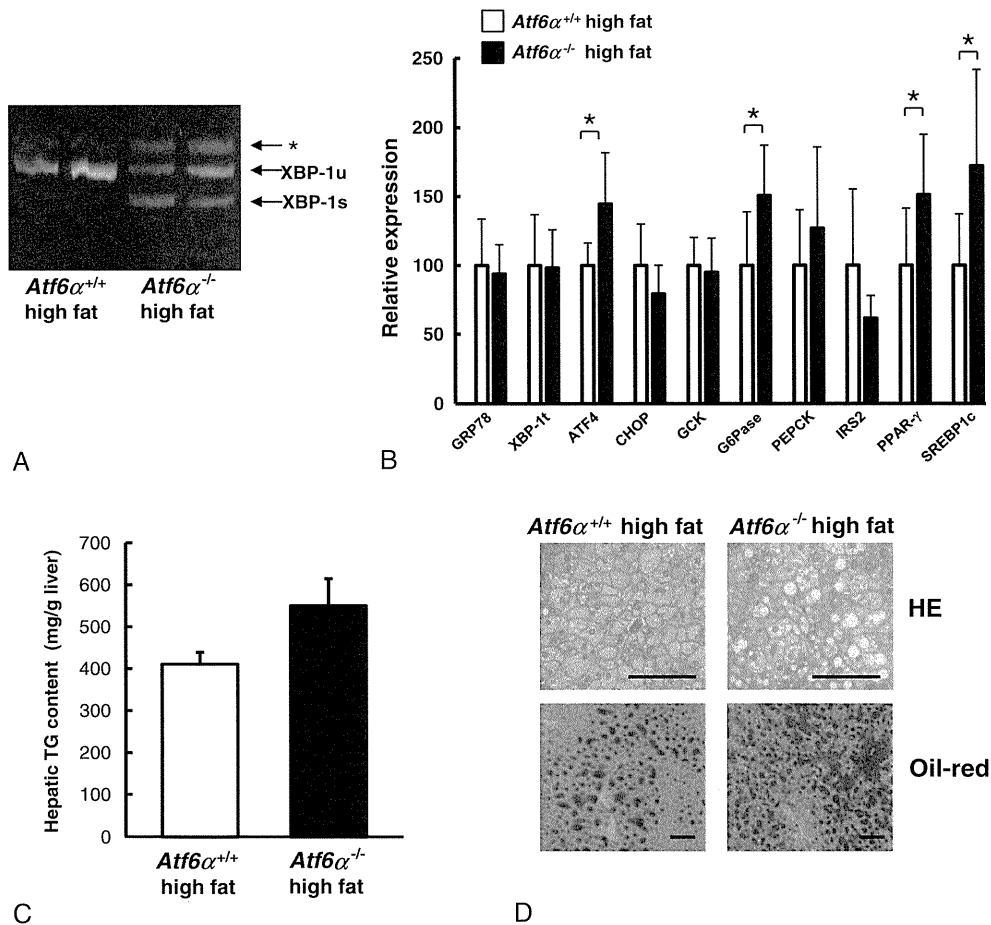 A
*
XBP-1u
XBP-1s
Atf6α+/+ high fat
Atf6α-/- high fat
B
Atf6α+/+ high fat
Atf6α-/- high fat
Relative expression
250
200
150
100
50
0
*
*
*
*
GRP78
XBP-1t
ATF4
CHOP
GCK
G6Pase
PEPCK
IRS2
PPAR-γ
SREBP1c
C
Hepatic TG content (mg/g liver)
700
600
500
400
300
200
100
0
Atf6α+/+ high fat
Atf6α-/- high fat
D
Atf6α+/+ high fat
Atf6α-/- high fat
HE
Oil-red